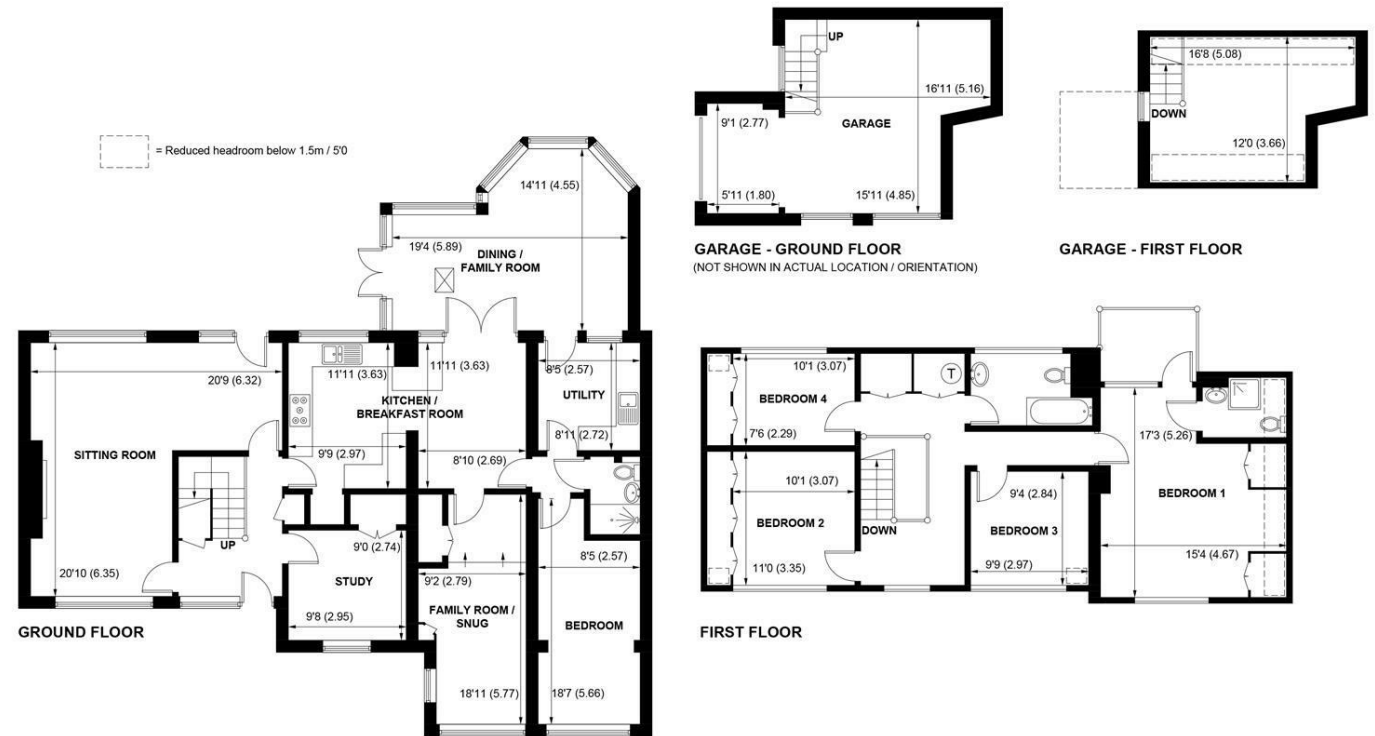 = Reduced headroom below 1.5m / 5'0
14'11 (4.55)
19'4 (5.89)
DINING /
FAMILY ROOM
20'9 (6.32)
11'11 (3.63)
11'11 (3.63)
8'5 (2.57)
KITCHEN /
BREAKFAST ROOM
UTILITY
8'11 (2.72)
SITTING ROOM
9'9 (2.97)
8'10 (2.69)
UP
9'0 (2.74)
8'5 (2.57)
20'10 (6.35)
STUDY
9'2 (2.79)
9'8 (2.95)
FAMILY ROOM /
SNUG
BEDROOM
GROUND FLOOR
18'11 (5.77)
18'7 (5.66)
UP
16'11 (5.16)
9'1 (2.77)
GARAGE
5'11 (1.80)
15'11 (4.85)
GARAGE - GROUND FLOOR
(NOT SHOWN IN ACTUAL LOCATION / ORIENTATION)
16'8 (5.08)
DOWN
12'0 (3.66)
GARAGE - FIRST FLOOR
10'1 (3.07)
T
BEDROOM 4
7'6 (2.29)
17'3 (5.26)
10'1 (3.07)
9'4 (2.84)
BEDROOM 1
BEDROOM 2
DOWN
BEDROOM 3
11'0 (3.35)
9'9 (2.97)
15'4 (4.67)
FIRST FLOOR